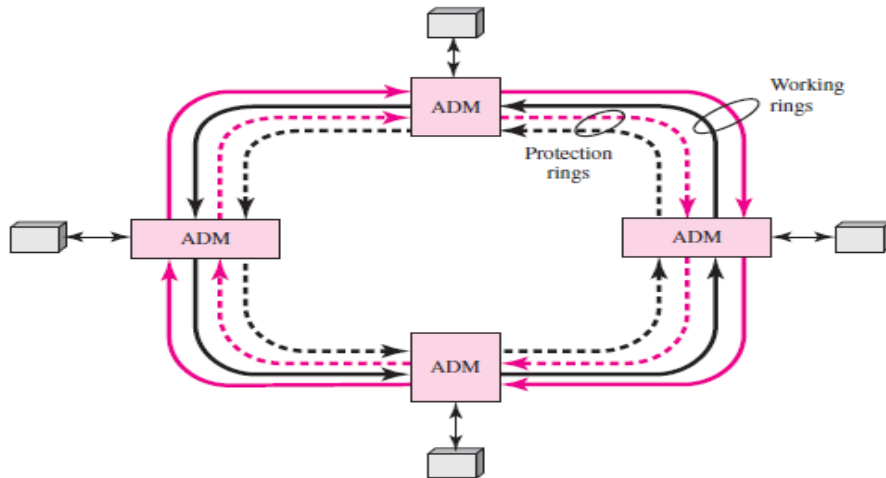 ADM
Working
rings
Protection
rings
ADM
ADM
ADM